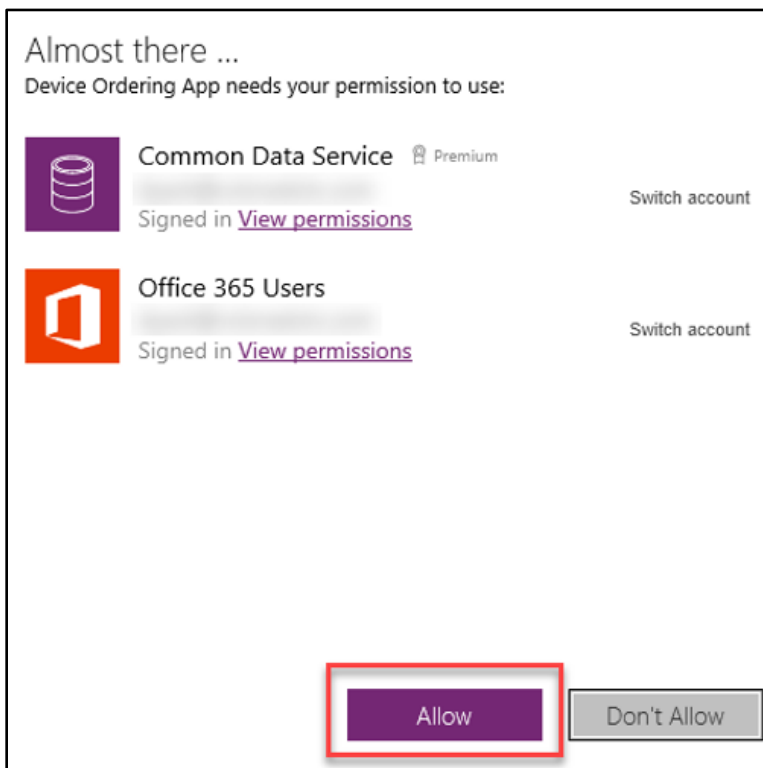 Almost there ...
Device Ordering App needs your permission to use:
Common Data Service Premium
Signed in View permissions
Switch account
Office 365 Users
Signed in View permissions
Switch account
Allow
Don't Allow